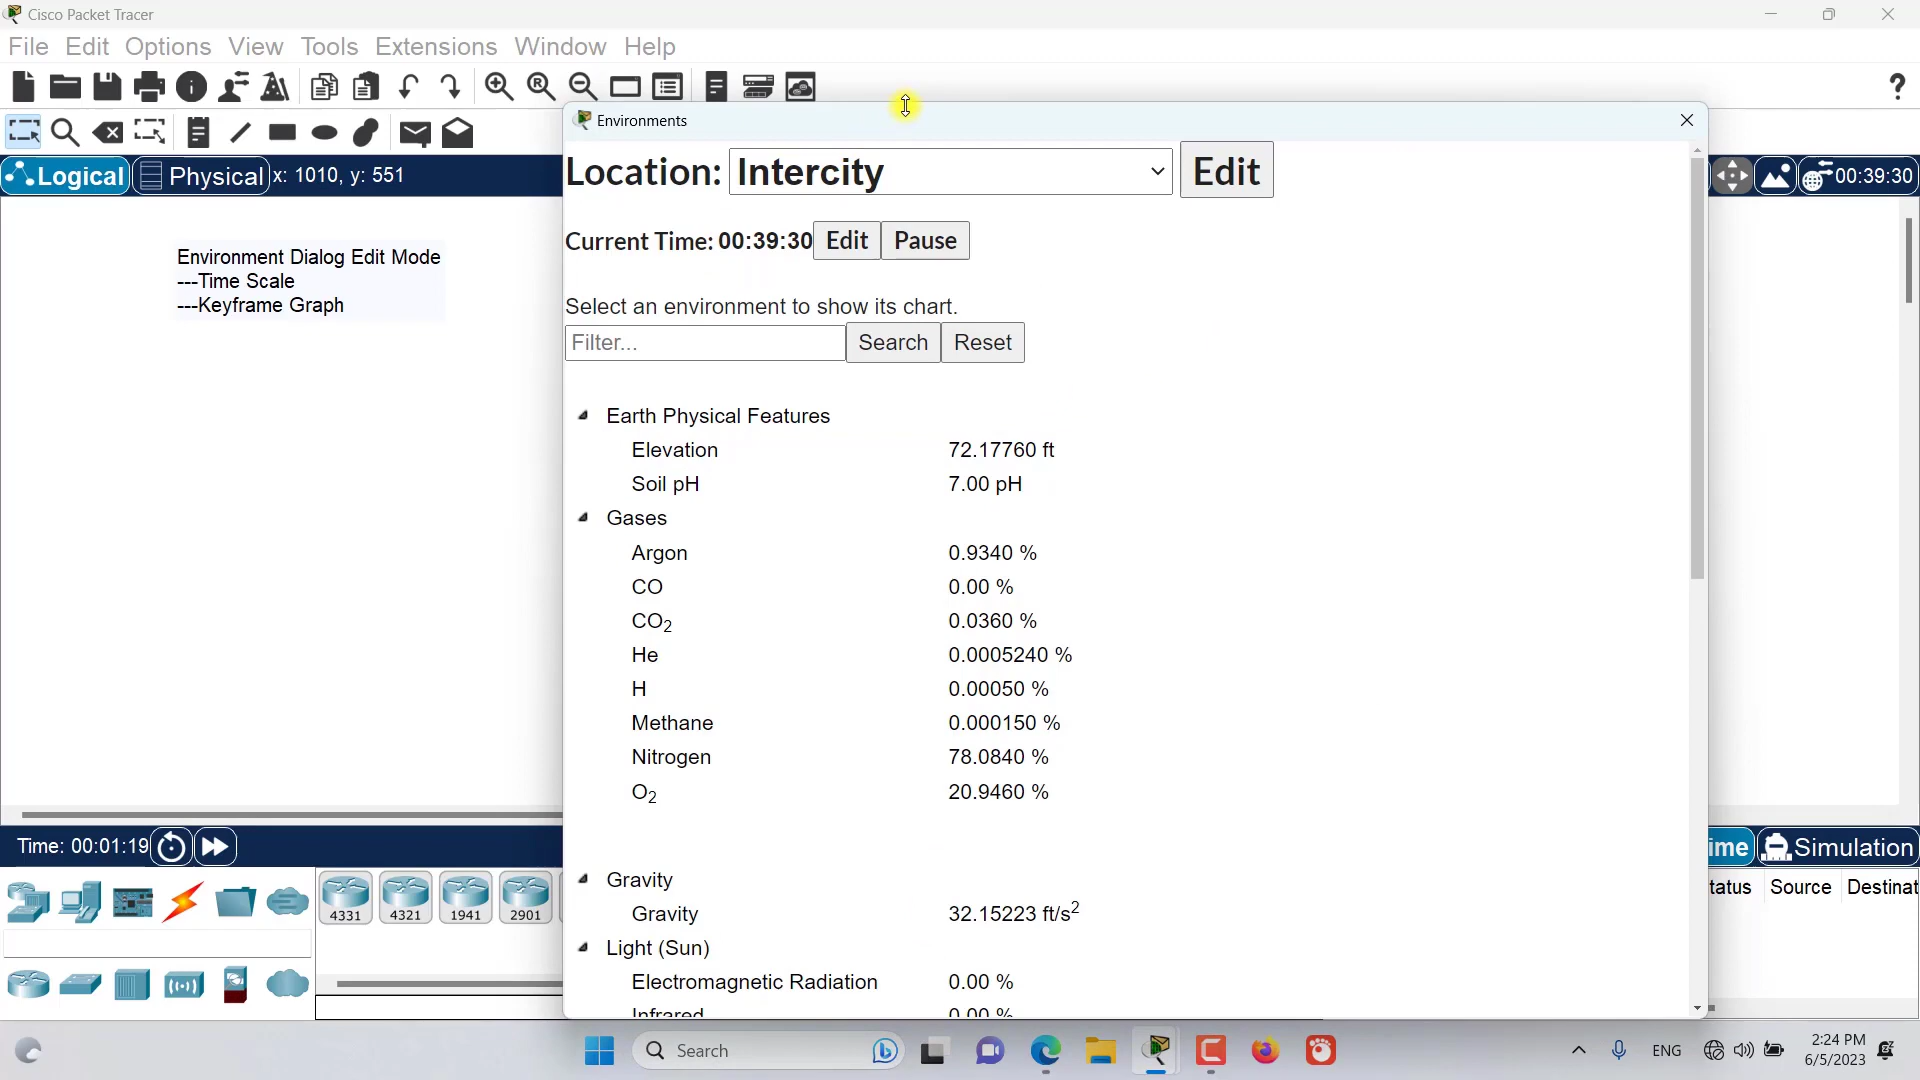 Cisco Packet Tracer
File Edit Options View Tools Extensions Window Help
Environments
Location: Intercity Edit
Logical Physical x: 1010, y: 551
00:39:30
Environment Dialog Edit Mode
---Time Scale
---Keyframe Graph
Current Time: 00:39:30 Edit Pause
Select an environment to show its chart.
Filter... Search Reset
Earth Physical Features
Elevation 72.17760 ft
Soil pH 7.00 pH
Gases
Argon 0.9340 %
CO 0.00 %
CO₂ 0.0360 %
He 0.0005240 %
H 0.00050 %
Methane 0.000150 %
Nitrogen 78.0840 %
O₂ 20.9460 %
Gravity
Gravity 32.15223 ft/s²
Light (Sun)
Electromagnetic Radiation 0.00 %
Infrared 0.00 %
Time: 00:01:19
ime Simulation
tatus Source Destinat
4331 4321 1941 2901
Search
ENG
2:24 PM
6/5/2023